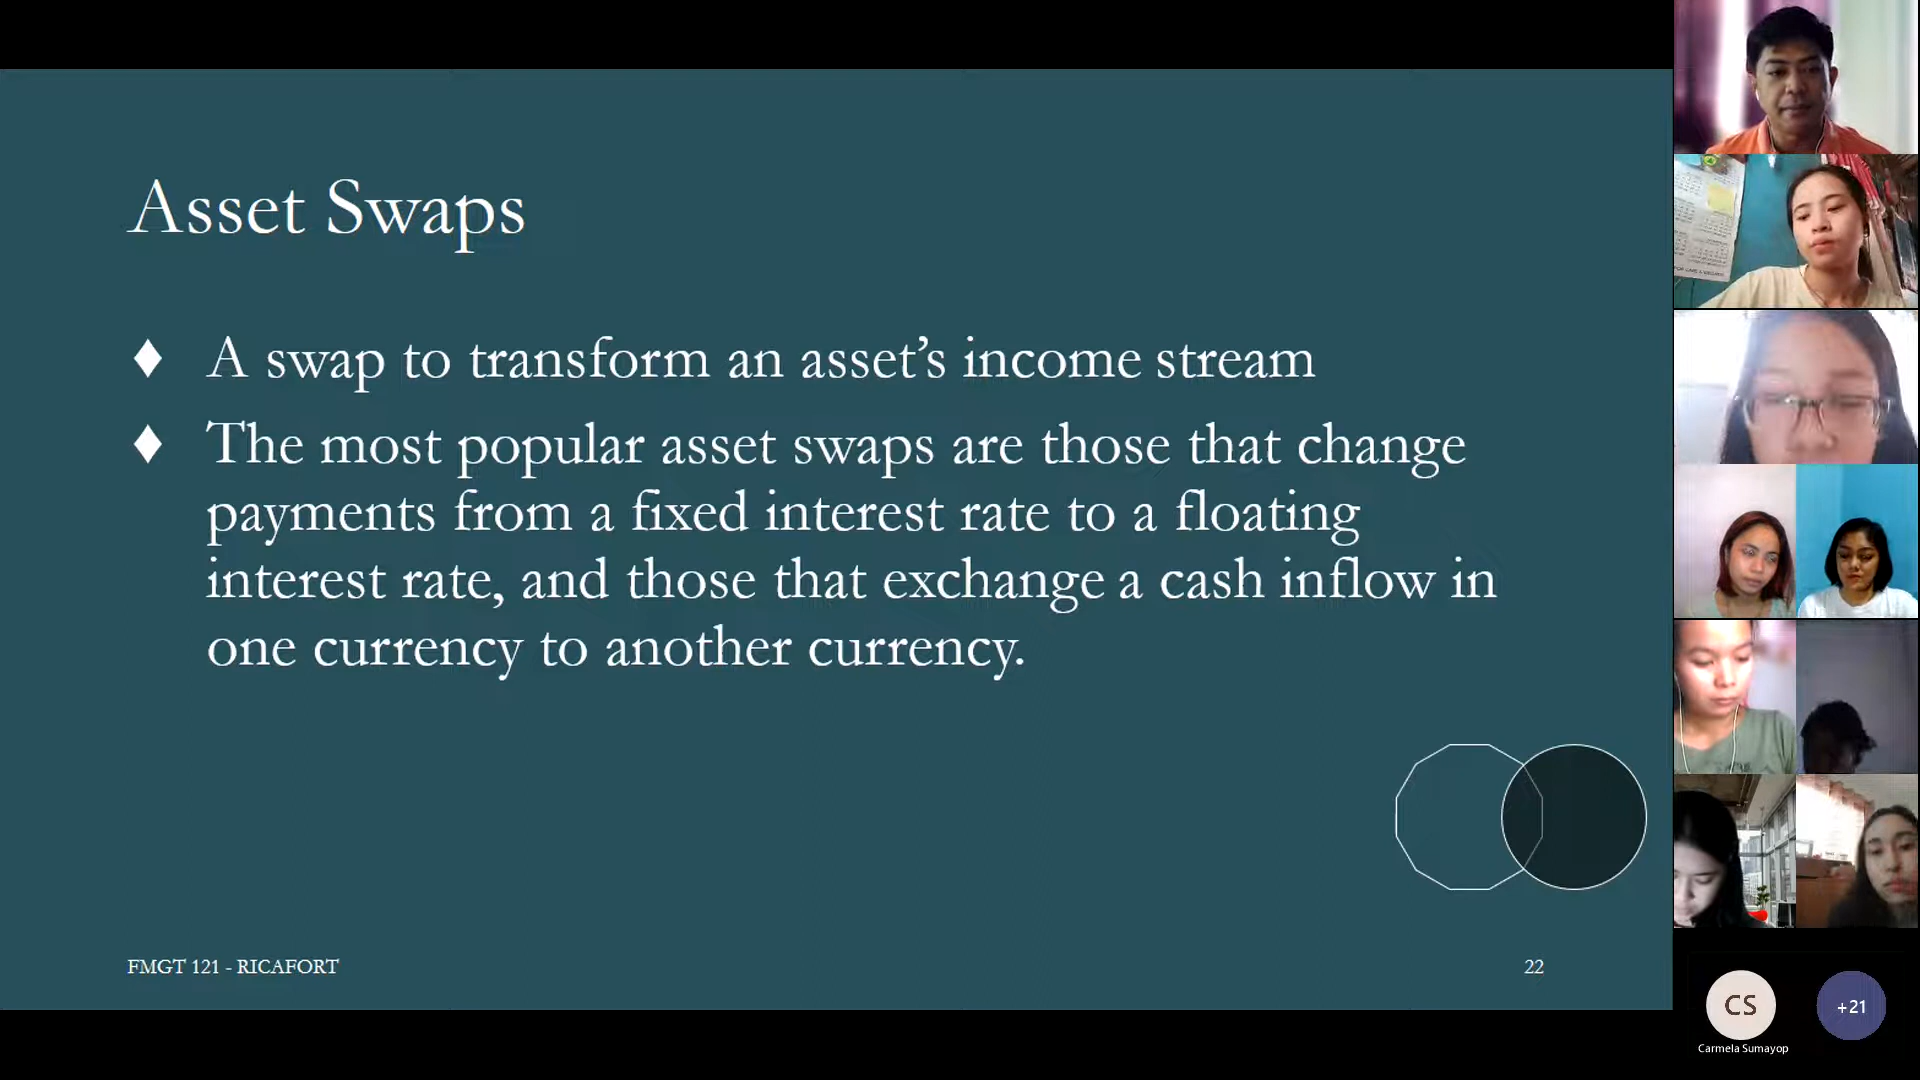 Asset Swaps
♦ A swap to transform an asset’s income stream
♦ The most popular asset swaps are those that change
payments from a fixed interest rate to a floating
interest rate, and those that exchange a cash inflow in
one currency to another currency.
FMGT 121 - RICAFORT
22
CS
+21
Carmela Sumayop